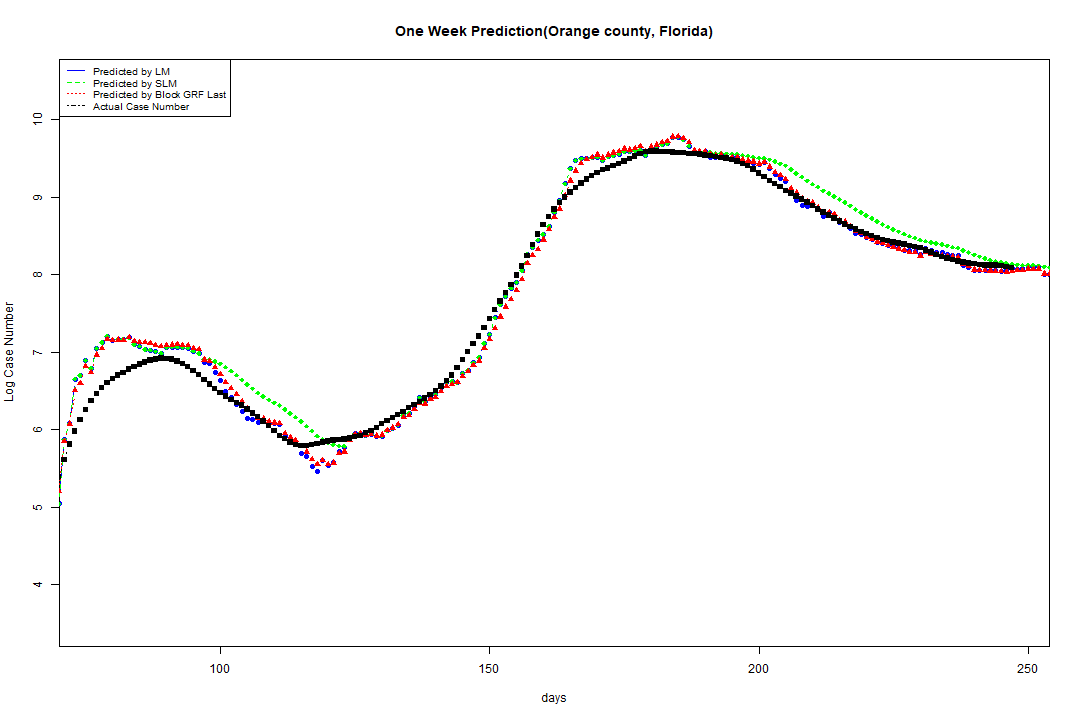 One Week Prediction(Orange county, Florida)
Predicted by LM
Predicted by SLM
Predicted by Block GRF Last
Actual Case Number
10
9
8
7
6
5
4
Log Case Number
100 150 200 250
days